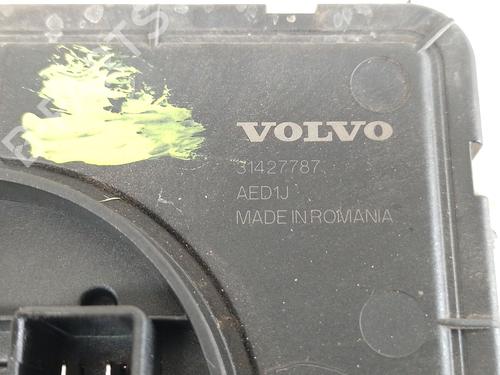 VOLVO
31427787
AED1J
MADE IN ROMANIA